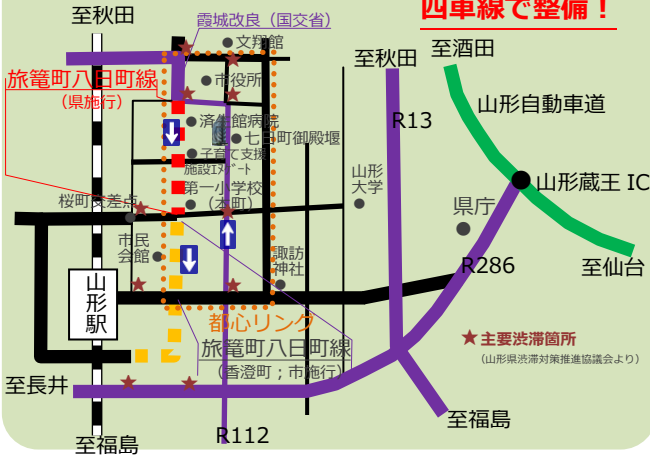 四車線で整備！
至秋田
霞城改良（国交省）
文翔館
至秋田
至酒田
市役所
旅篭町八日町線
（県施行）
R13
山形自動車道
済生館病院
七日町御殿堰
子育て支援
施設ｴｶﾞｰﾄ
第一小学校
（本町）
山形
大学
山形蔵王 IC
桜町交差点
県庁
市民
会館
諏訪
神社
R286
至仙台
山形駅
都心リンク
旅篭町八日町線
（香澄町；市施行）
★主要渋滞箇所
（山形県渋滞対策推進協議会より）
至長井
至福島
R112
至福島